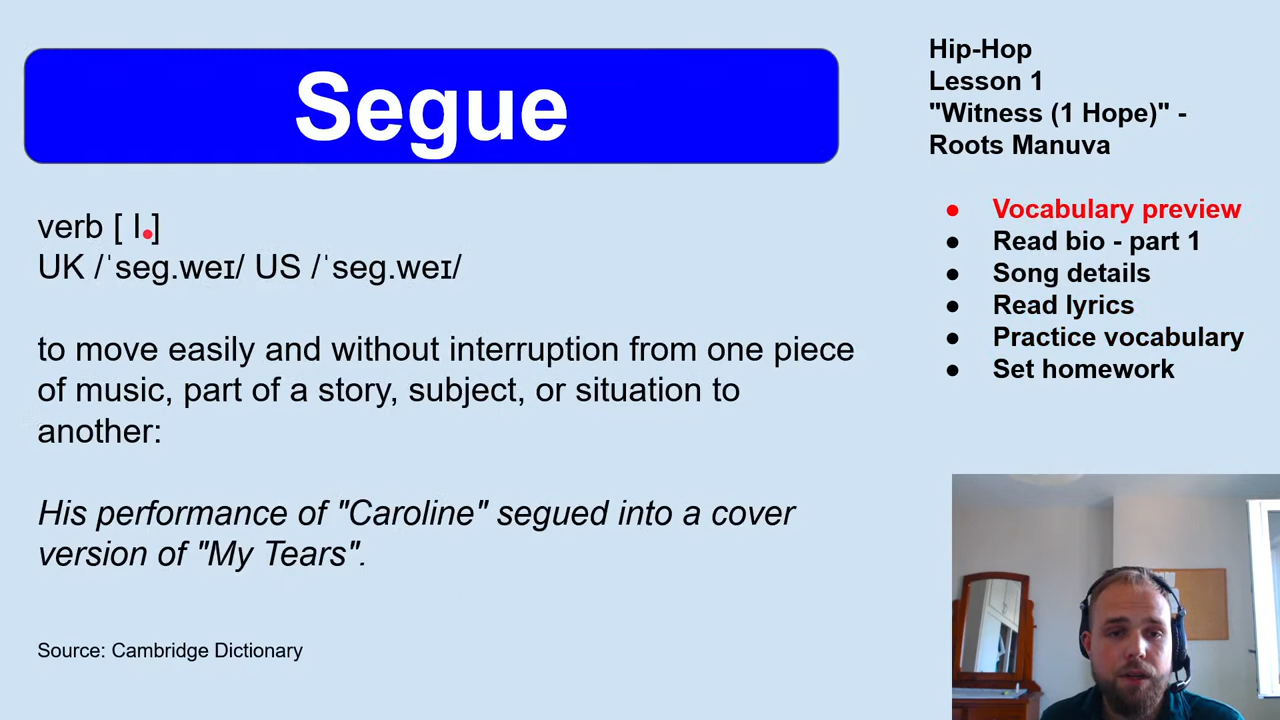 Segue
verb [ I ]
UK /ˈseg.weɪ/ US /ˈseg.weɪ/
to move easily and without interruption from one piece
of music, part of a story, subject, or situation to
another:
His performance of "Caroline" segued into a cover
version of "My Tears".
Source: Cambridge Dictionary
Hip-Hop
Lesson 1
"Witness (1 Hope)" -
Roots Manuva
● Vocabulary preview
● Read bio - part 1
● Song details
● Read lyrics
● Practice vocabulary
● Set homework